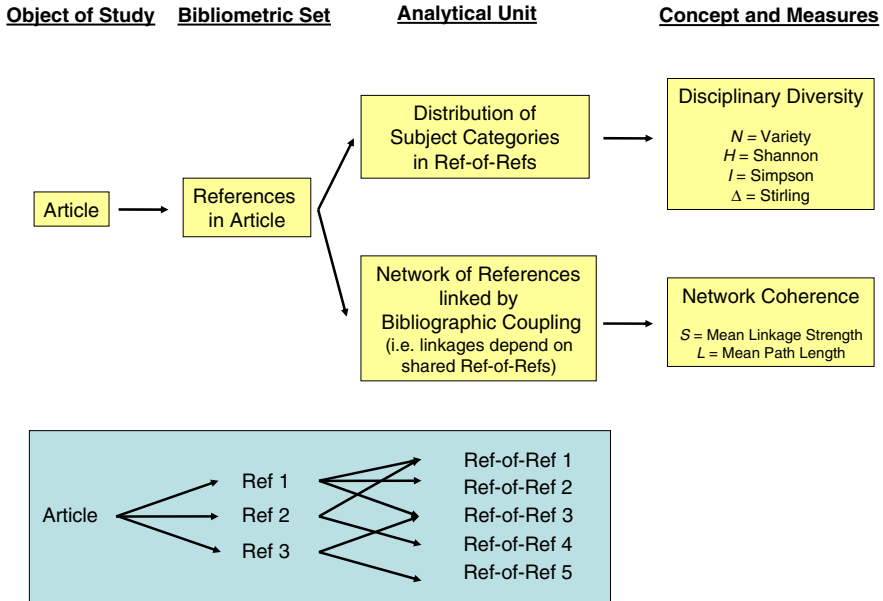 Object of Study
Bibliometric Set
Analytical Unit
Concept and Measures
Article
References
in Article
Distribution of
Subject Categories
in Ref-of-Refs
Disciplinary Diversity
N = Variety
H = Shannon
I = Simpson
Δ = Stirling
Network of References
linked by
Bibliographic Coupling
(i.e. linkages depend on
shared Ref-of-Refs)
Network Coherence
S = Mean Linkage Strength
L = Mean Path Length
Article
Ref 1
Ref 2
Ref 3
Ref-of-Ref 1
Ref-of-Ref 2
Ref-of-Ref 3
Ref-of-Ref 4
Ref-of-Ref 5